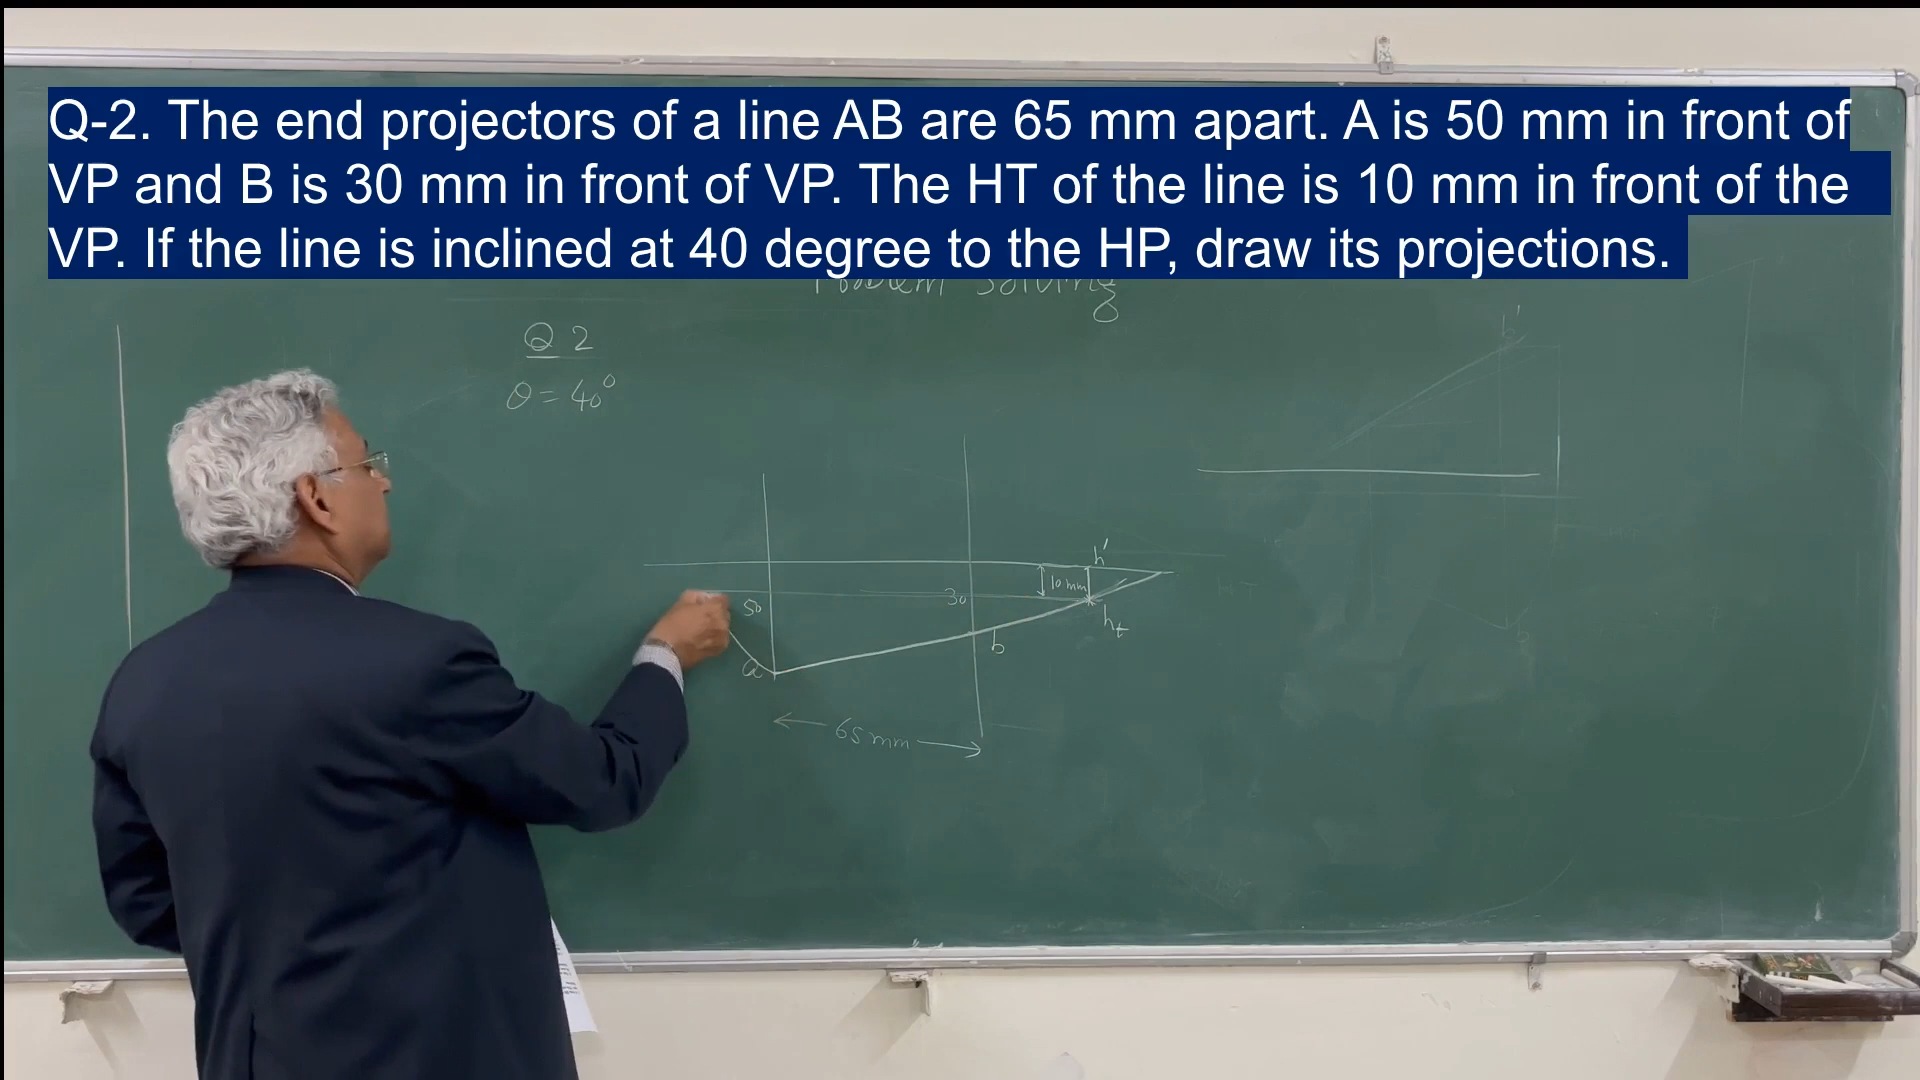 Q-2. The end projectors of a line AB are 65 mm apart. A is 50 mm in front of
VP and B is 30 mm in front of VP. The HT of the line is 10 mm in front of the
VP. If the line is inclined at 40 degree to the HP, draw its projections.
Problem Solving
Q 2
θ = 40°
b'
h'
10 mm
50
30
h_t
b
a
65 mm